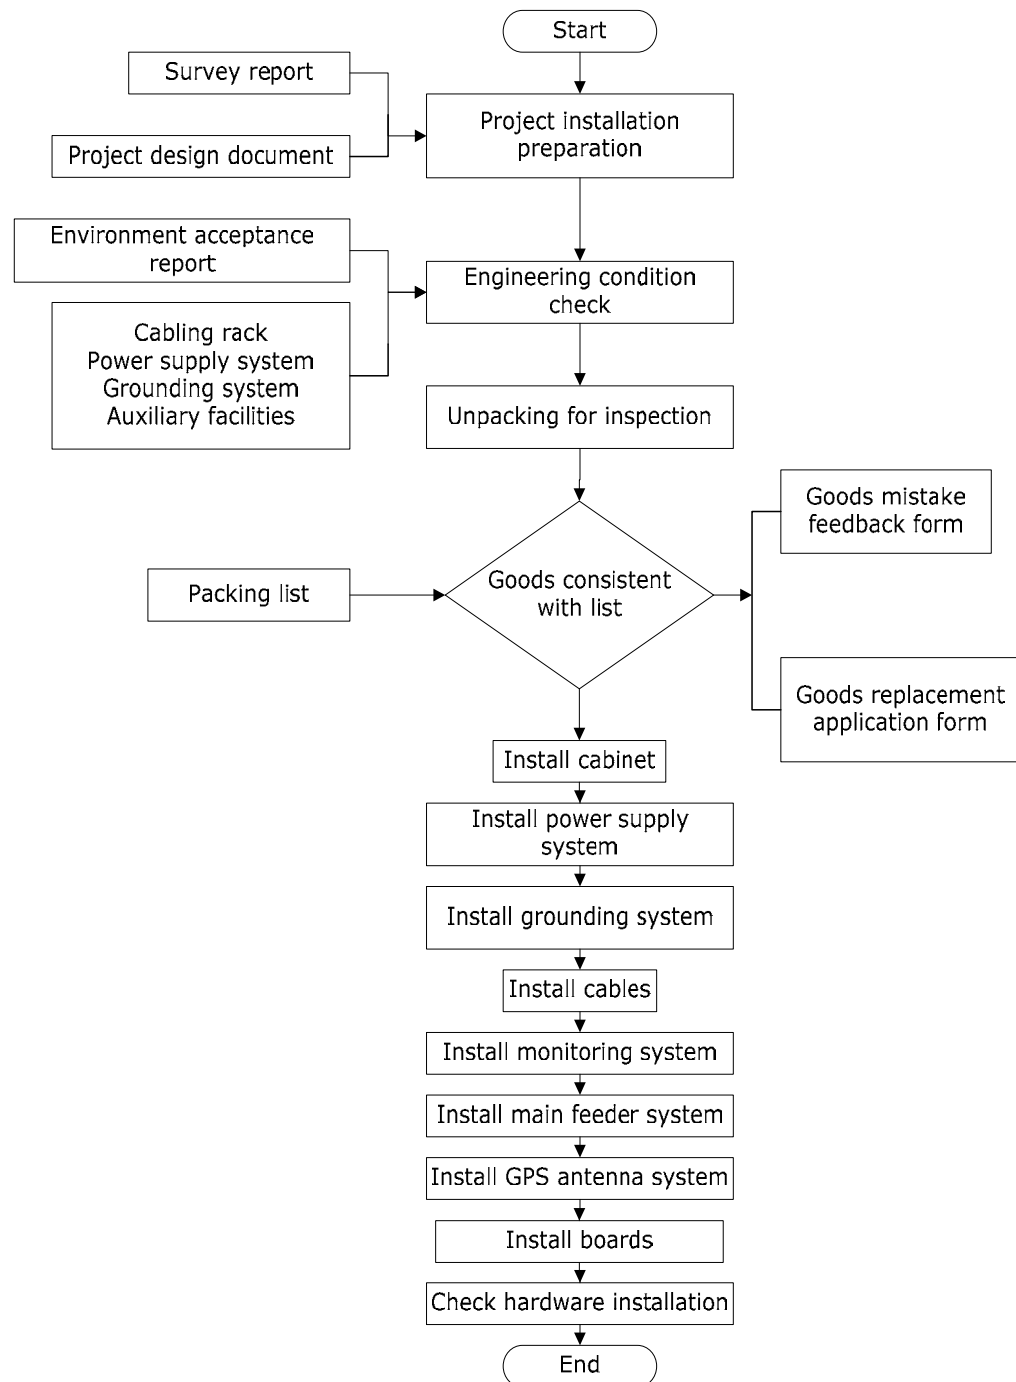 Start
Survey report
Project installation
preparation
Project design document
Environment acceptance
report
Engineering condition
check
Cabling rack
Power supply system
Grounding system
Auxiliary facilities
Unpacking for inspection
Goods mistake
feedback form
Packing list
Goods consistent
with list
Goods replacement
application form
Install cabinet
Install power supply
system
Install grounding system
Install cables
Install monitoring system
Install main feeder system
Install GPS antenna system
Install boards
Check hardware installation
End